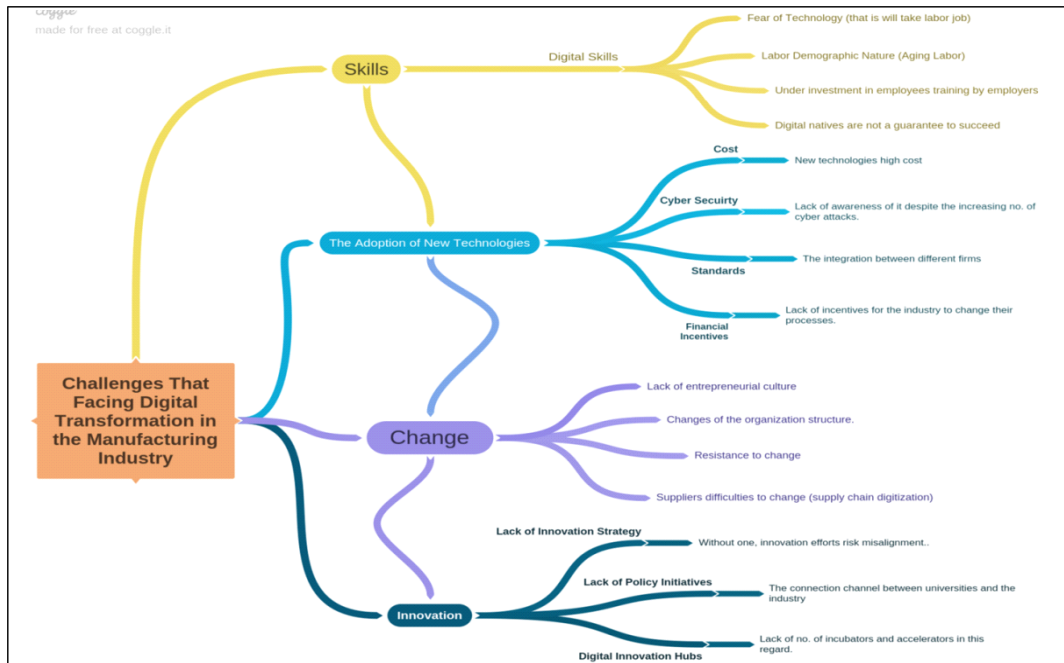 coggle
made for free at coggle.it
Fear of Technology (that is will take labor job)
Digital Skills
Labor Demographic Nature (Aging Labor)
Skills
Under investment in employees training by employers
Digital natives are not a guarantee to succeed
Cost
New technologies high cost
Cyber Secuirty
Lack of awareness of it despite the increasing no. of
cyber attacks.
The Adoption of New Technologies
Standards
The integration between different firms
Financial
Incentives
Lack of incentives for the industry to change their
processes.
Challenges That
Facing Digital
Transformation in
the Manufacturing
Industry
Lack of entrepreneurial culture
Changes of the organization structure.
Change
Resistance to change
Suppliers difficulties to change (supply chain digitization)
Lack of Innovation Strategy
Without one, innovation efforts risk misalignment..
Lack of Policy Initiatives
The connection channel between universities and the
industry
Innovation
Digital Innovation Hubs
Lack of no. of incubators and accelerators in this
regard.